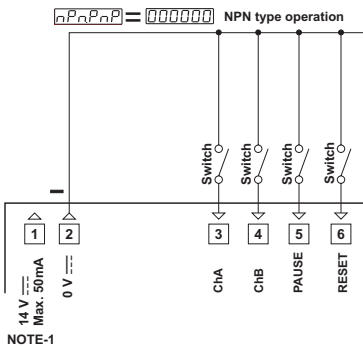 nPnPnP = 000000 NPN type operation
Switch
Switch
Switch
Switch
1
2
3
4
5
6
14 V
Max. 50mA
0 V
ChA
ChB
PAUSE
RESET
NOTE-1